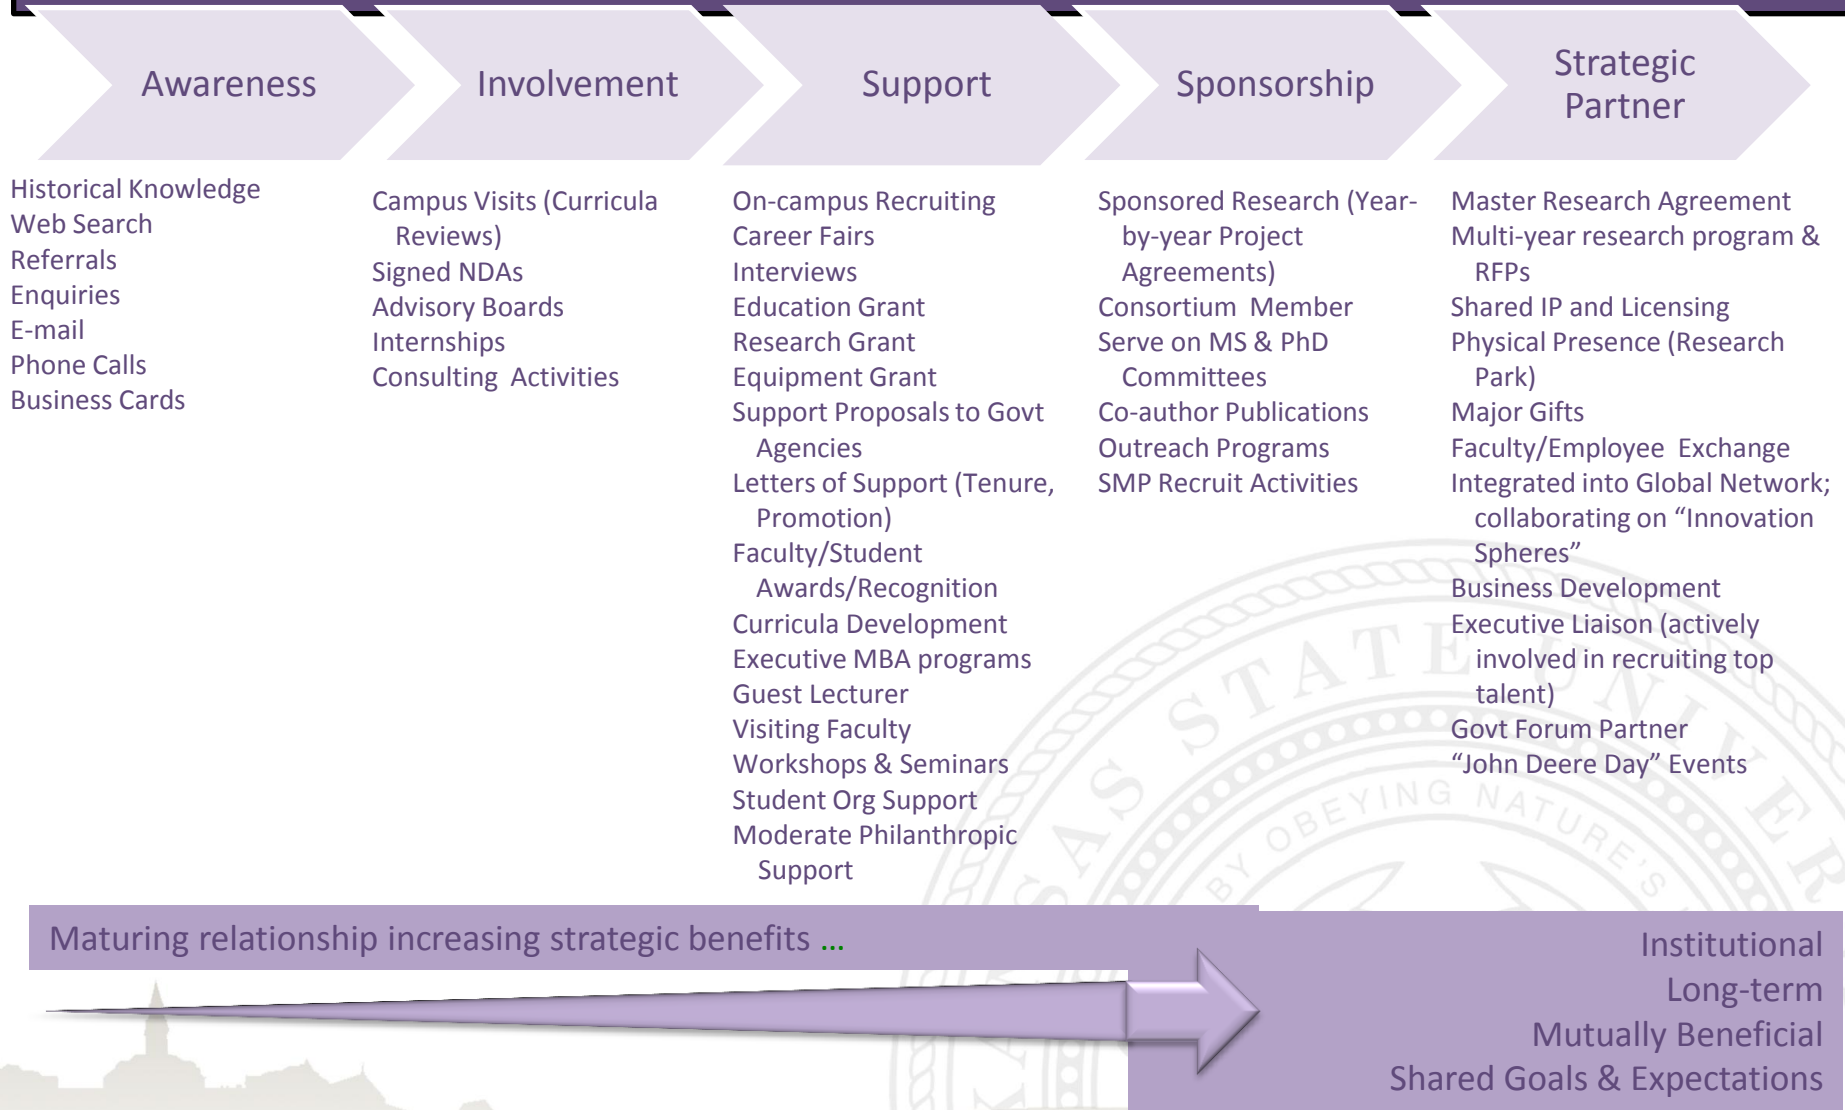 Awareness
Involvement
Support
Sponsorship
Strategic
Partner
Historical Knowledge
Web Search
Referrals
Enquiries
E-mail
Phone Calls
Business Cards
Campus Visits (Curricula
Reviews)
Signed NDAs
Advisory Boards
Internships
Consulting Activities
On-campus Recruiting
Career Fairs
Interviews
Education Grant
Research Grant
Equipment Grant
Support Proposals to Govt
Agencies
Letters of Support (Tenure,
Promotion)
Faculty/Student
Awards/Recognition
Curricula Development
Executive MBA programs
Guest Lecturer
Visiting Faculty
Workshops & Seminars
Student Org Support
Moderate Philanthropic
Support
Sponsored Research (Year-
by-year Project
Agreements)
Consortium Member
Serve on MS & PhD
Committees
Co-author Publications
Outreach Programs
SMP Recruit Activities
Master Research Agreement
Multi-year research program &
RFPs
Shared IP and Licensing
Physical Presence (Research
Park)
Major Gifts
Faculty/Employee Exchange
Integrated into Global Network;
collaborating on “Innovation
Spheres”
Business Development
Executive Liaison (actively
involved in recruiting top
talent)
Govt Forum Partner
“John Deere Day” Events
Maturing relationship increasing strategic benefits ...
Institutional
Long-term
Mutually Beneficial
Shared Goals & Expectations
STATE
BY OBEYING NATURE'S